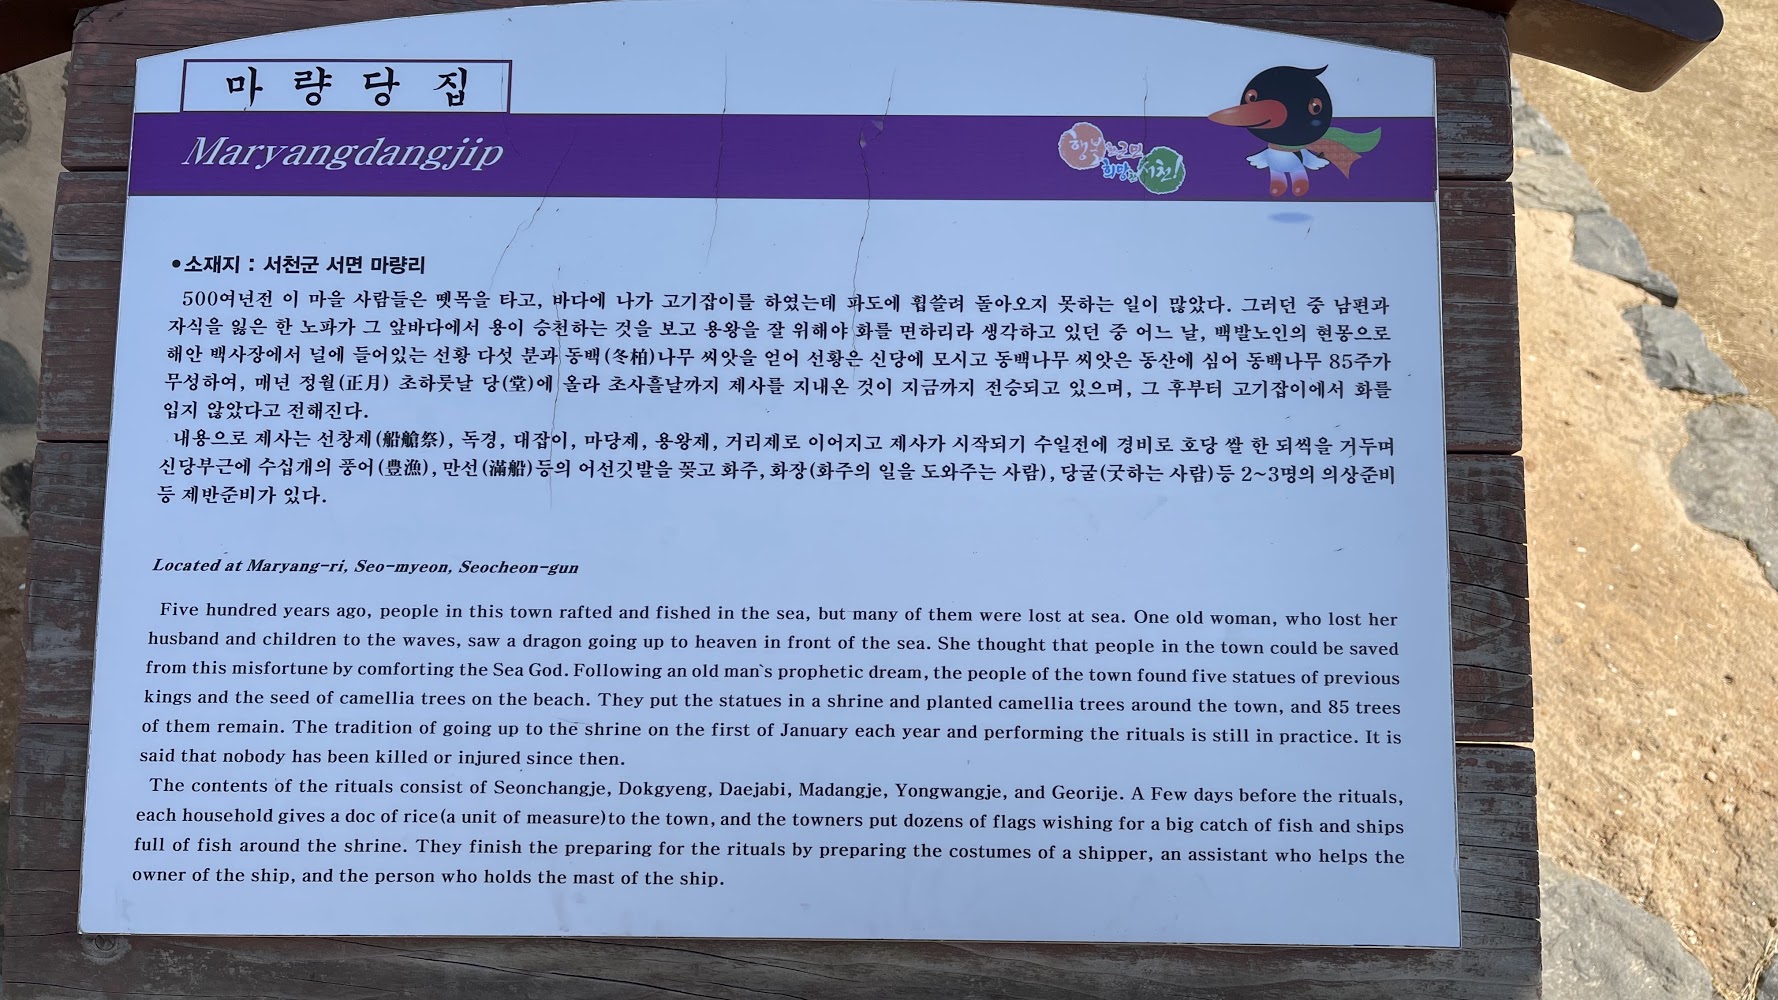 마량당집
Maryangdangjip
행복
희망찬
서천!
•소재지 : 서천군 서면 마량리
500여년전 이 마을 사람들은 뗏목을 타고, 바다에 나가 고기잡이를 하였는데 파도에 휩쓸려 돌아오지 못하는 일이 많았다. 그러던 중 남편과
자식을 잃은 한 노파가 그 앞바다에서 용이 승천하는 것을 보고 용왕을 잘 위해야 화를 면하리라 생각하고 있던 중 어느 날, 백발노인의 현몽으로
해안 백사장에서 널에 들어있는 선황 다섯 분과 동백(冬柏)나무 씨앗을 얻어 선황은 신당에 모시고 동백나무 씨앗은 동산에 심어 동백나무 85주가
무성하여, 매년 정월(正月) 초하룻날 당(堂)에 올라 초사흘날까지 제사를 지내온 것이 지금까지 전승되고 있으며, 그 후부터 고기잡이에서 화를
입지 않았다고 전해진다.
내용으로 제사는 선창제(船艙祭), 독경, 대잡이, 마당제, 용왕제, 거리제로 이어지고 제사가 시작되기 수일전에 경비로 호당 쌀 한 되씩을 거두며
신당부근에 수십개의 풍어(豊漁), 만선(滿船)등의 어선깃발을 꽂고 화주, 화장(화주의 일을 도와주는 사람), 당굴(굿하는 사람)등 2~3명의 의상준비
등 제반준비가 있다.
Located at Maryang-ri, Seo-myeon, Seocheon-gun
Five hundred years ago, people in this town rafted and fished in the sea, but many of them were lost at sea. One old woman, who lost her
husband and children to the waves, saw a dragon going up to heaven in front of the sea. She thought that people in the town could be saved
from this misfortune by comforting the Sea God. Following an old man`s prophetic dream, the people of the town found five statues of previous
kings and the seed of camellia trees on the beach. They put the statues in a shrine and planted camellia trees around the town, and 85 trees
of them remain. The tradition of going up to the shrine on the first of January each year and performing the rituals is still in practice. It is
said that nobody has been killed or injured since then.
The contents of the rituals consist of Seonchangje, Dokgyeng, Daejabi, Madangje, Yongwangje, and Georije. A Few days before the rituals,
each household gives a doc of rice(a unit of measure)to the town, and the towners put dozens of flags wishing for a big catch of fish and ships
full of fish around the shrine. They finish the preparing for the rituals by preparing the costumes of a shipper, an assistant who helps the
owner of the ship, and the person who holds the mast of the ship.